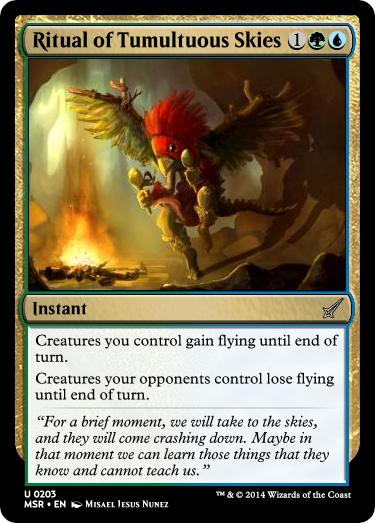 Ritual of Tumultuous Skies 1
Instant
Creatures you control gain flying until end of
turn.
Creatures your opponents control lose flying
until end of turn.
“For a brief moment, we will take to the skies,
and they will come crashing down. Maybe in
that moment we can learn those things that they
know and cannot teach us.”
U 0203
MSR • EN Misael Jesus Nunez
™ & © 2014 Wizards of the Coast